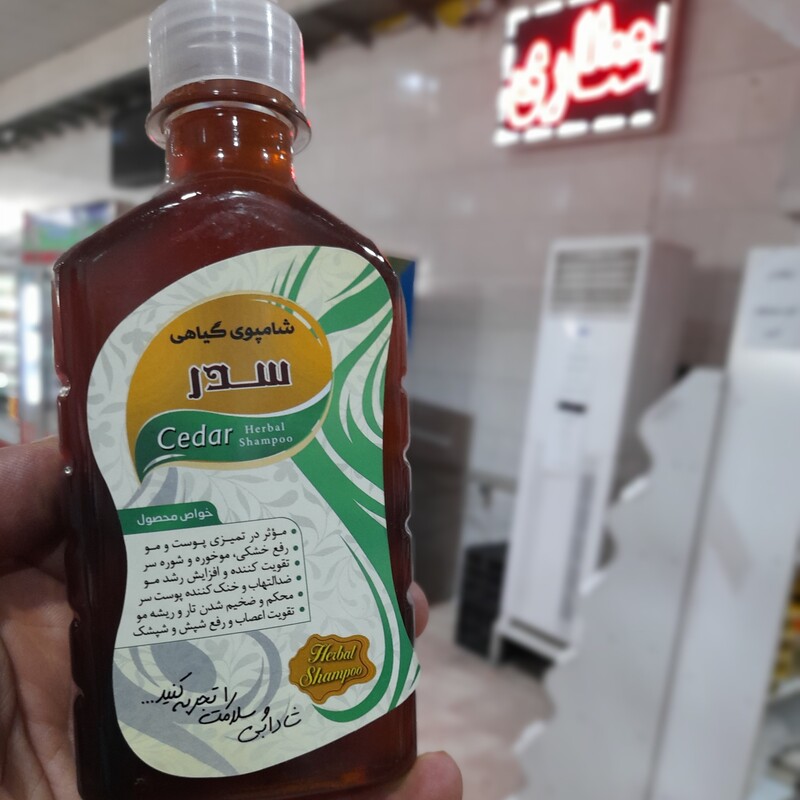 عطاری
شامپوی گیاهی
سدر
Cedar Herbal Shampoo
خواص محصول
مؤثر در تمیزی پوست و مو
رفع خشکی، موخوره و شوره سر
تقویت کننده و افزایش رشد مو
ضدالتهاب و خنک کننده پوست سر
محکم و ضخیم شدن تار و ریشه مو
تقویت اعصاب و رفع شپش و شپشک
Herbal
Shampoo
شادابی و سلامت را تجربه کنید...